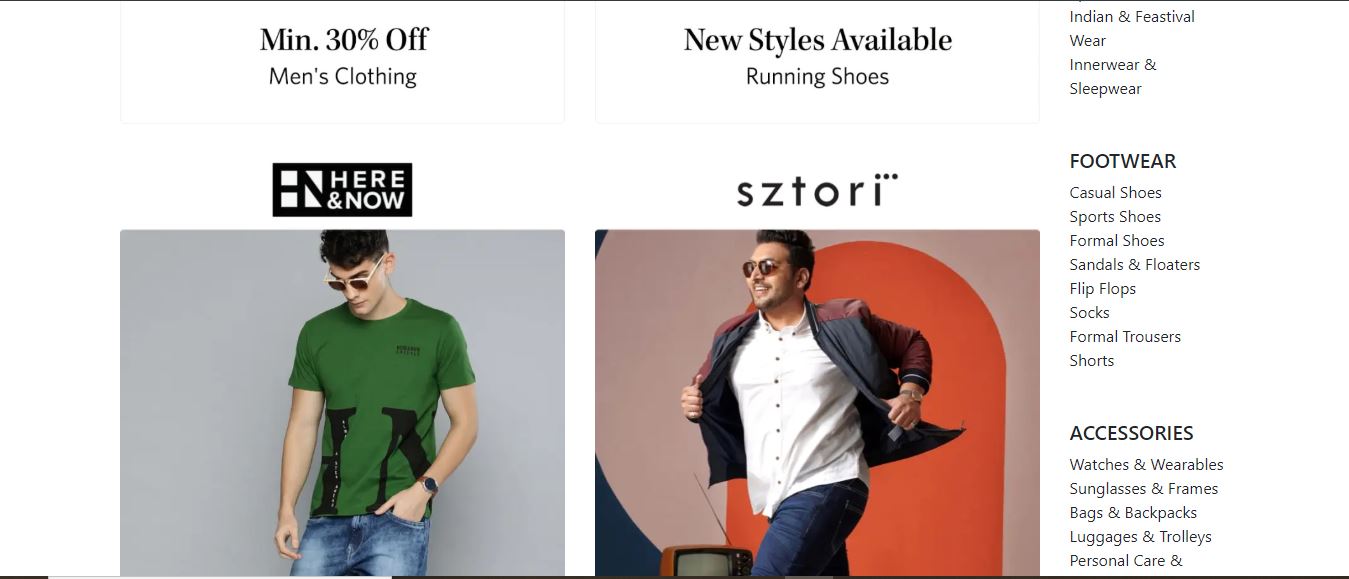 Min. 30% Off
Men's Clothing
New Styles Available
Running Shoes
HERE
&NOW
sztori
Indian & Feastival
Wear
Innerwear &
Sleepwear
FOOTWEAR
Casual Shoes
Sports Shoes
Formal Shoes
Sandals & Floaters
Flip Flops
Socks
Formal Trousers
Shorts
ACCESSORIES
Watches & Wearables
Sunglasses & Frames
Bags & Backpacks
Luggages & Trolleys
Personal Care &